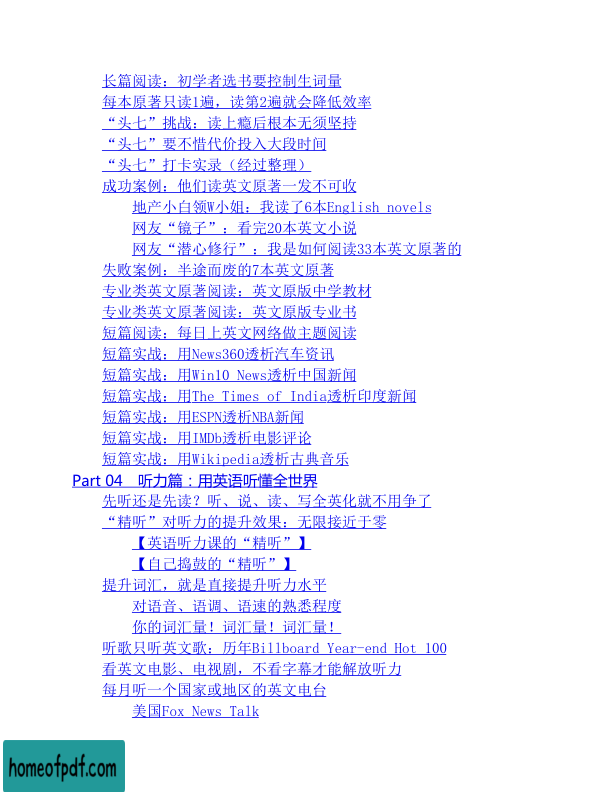 长篇阅读：初学者选书要控制生词量
每本原著只读1遍，读第2遍就会降低效率
“头七”挑战：读上瘾后根本无须坚持
“头七”要不惜代价投入大段时间
“头七”打卡实录（经过整理）
成功案例：他们读英文原著一发不可收
地产小白领W小姐：我读了6本English novels
网友“镜子”：看完20本英文小说
网友“潜心修行”：我是如何阅读33本英文原著的
失败案例：半途而废的7本英文原著
专业类英文原著阅读：英文原版中学教材
专业类英文原著阅读：英文原版专业书
短篇阅读：每日上英文网络做主题阅读
短篇实战：用News360透析汽车资讯
短篇实战：用Win10 News透析中国新闻
短篇实战：用The Times of India透析印度新闻
短篇实战：用ESPN透析NBA新闻
短篇实战：用IMDb透析电影评论
短篇实战：用Wikipedia透析古典音乐
Part 04　听力篇：用英语听懂全世界
先听还是先读？听、说、读、写全英化就不用争了
“精听”对听力的提升效果：无限接近于零
【英语听力课的“精听”】
【自己捣鼓的“精听”】
提升词汇，就是直接提升听力水平
对语音、语调、语速的熟悉程度
你的词汇量！词汇量！词汇量！
听歌只听英文歌：历年Billboard Year-end Hot 100
看英文电影、电视剧，不看字幕才能解放听力
每月听一个国家或地区的英文电台
美国Fox News Talk
homeofpdf.com